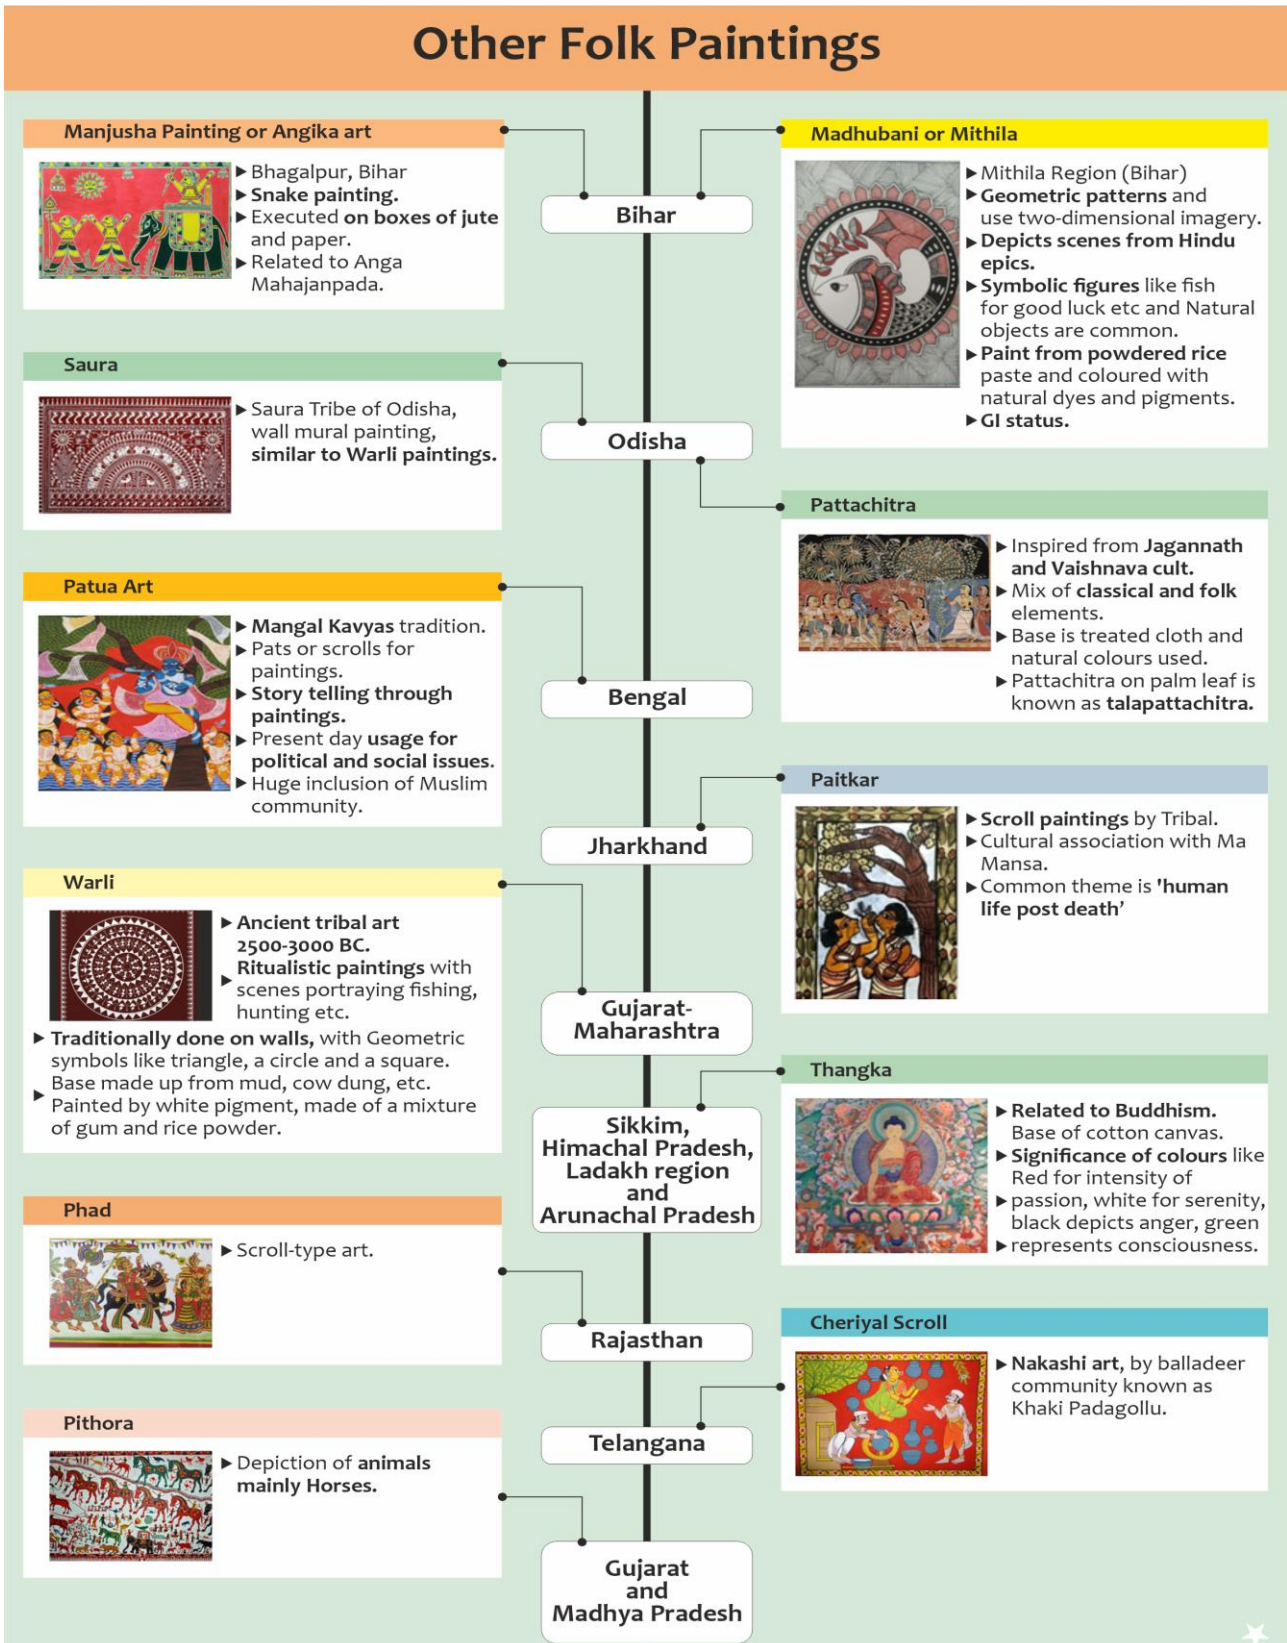 Other Folk Paintings
Manjusha Painting or Angika art
▶ Bhagalpur, Bihar
▶ Snake painting.
▶ Executed on boxes of jute
and paper.
▶ Related to Anga
Mahajanpada.
Bihar
Madhubani or Mithila
▶ Mithila Region (Bihar)
▶ Geometric patterns and
use two-dimensional imagery.
▶ Depicts scenes from Hindu
epics.
▶ Symbolic figures like fish
for good luck etc and Natural
objects are common.
▶ Paint from powdered rice
paste and coloured with
natural dyes and pigments.
▶ GI status.
Saura
▶ Saura Tribe of Odisha,
wall mural painting,
similar to Warli paintings.
Odisha
Pattachitra
▶ Inspired from Jagannath
and Vaishnava cult.
▶ Mix of classical and folk
elements.
▶ Base is treated cloth and
natural colours used.
▶ Pattachitra on palm leaf is
known as talapattachitra.
Patua Art
▶ Mangal Kavyas tradition.
▶ Pats or scrolls for
paintings.
▶ Story telling through
paintings.
▶ Present day usage for
political and social issues.
▶ Huge inclusion of Muslim
community.
Bengal
Jharkhand
Paitkar
▶ Scroll paintings by Tribal.
▶ Cultural association with Ma
Mansa.
▶ Common theme is 'human
life post death’
Warli
▶ Ancient tribal art
2500-3000 BC.
Ritualistic paintings with
▶ scenes portraying fishing,
hunting etc.
▶ Traditionally done on walls, with Geometric
symbols like triangle, a circle and a square.
Base made up from mud, cow dung, etc.
▶ Painted by white pigment, made of a mixture
of gum and rice powder.
Gujarat-
Maharashtra
Thangka
▶ Related to Buddhism.
Base of cotton canvas.
▶ Significance of colours like
Red for intensity of
▶ passion, white for serenity,
black depicts anger, green
▶ represents consciousness.
Sikkim,
Himachal Pradesh,
Ladakh region
and
Arunachal Pradesh
Phad
▶ Scroll-type art.
Rajasthan
Cheriyal Scroll
▶ Nakashi art, by balladeer
community known as
Khaki Padagollu.
Telangana
Pithora
▶ Depiction of animals
mainly Horses.
Gujarat
and
Madhya Pradesh